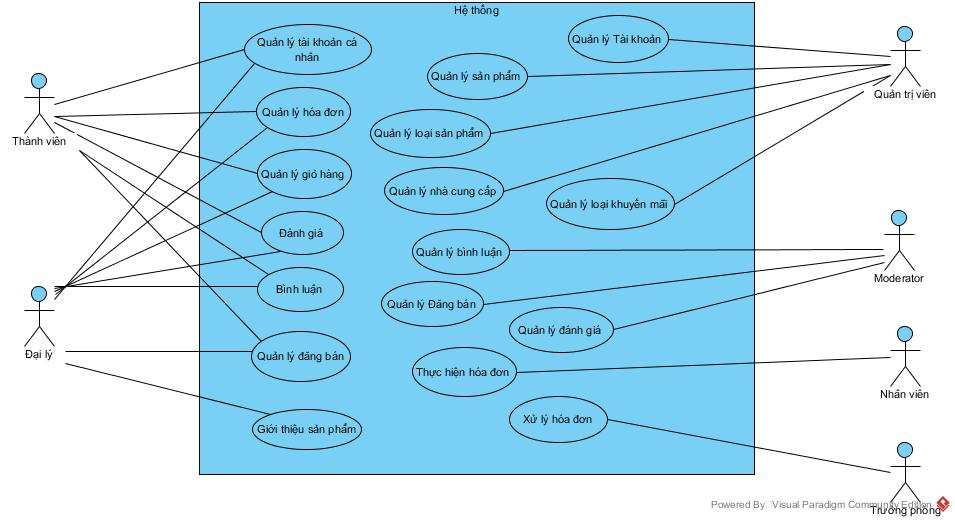 Hệ thống
Quản lý tài khoản cá
nhân
Quản lý hóa đơn
Quản lý giỏ hàng
Đánh giá
Bình luận
Quản lý đăng bán
Giới thiệu sản phẩm
Quản lý Tài khoản
Quản lý sản phẩm
Quản lý loại sản phẩm
Quản lý nhà cung cấp
Quản lý loại khuyến mãi
Quản lý bình luận
Quản lý Đăng bán
Quản lý đánh giá
Thực hiện hóa đơn
Xử lý hóa đơn
Thành viên
Đại lý
Quản trị viên
Moderator
Nhân viên
Trưởng phòng
Powered By Visual Paradigm Community Edition